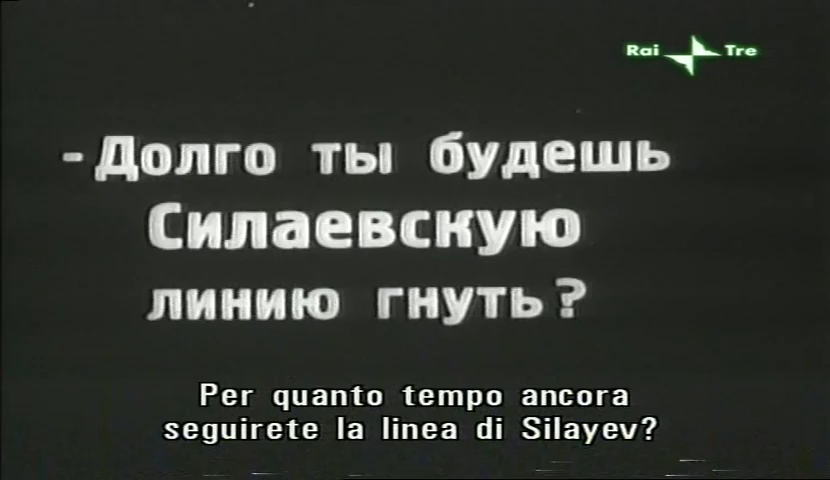 Rai Tre
-Долго ты будешь
Силаевскую
линию гнуть?
Per quanto tempo ancora
seguirete la linea di Silayev?